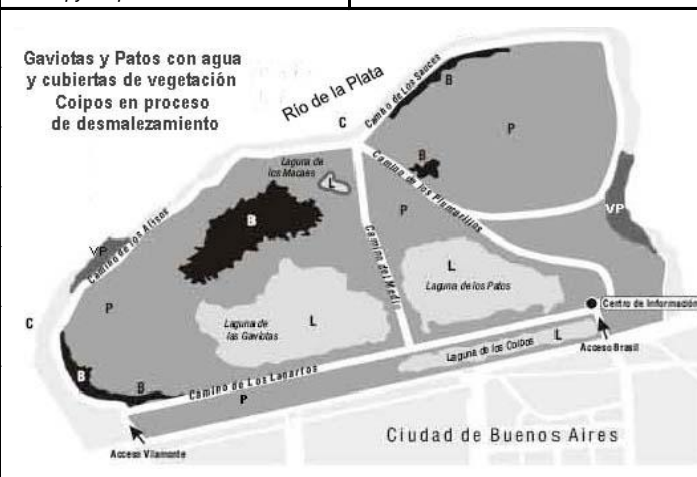 Gaviotas y Patos con agua
y cubiertas de vegetación
Coipos en proceso
de desmalezamiento
Río de la Plata
C
Camino de Los Sauces
B
P
B
Camino de los Plumerillos
Laguna de
los Macaes
L
B
P
VP
Camino del Medio
VP
Camino de los Alisos
L
Laguna de los Patos
P
Laguna de
las Gaviotas
L
Centro de Información
C
Laguna de los Coipos
L
Acceso Brasil
B
B
Camino de Los Lagartos
P
Ciudad de Buenos Aires
Acceso Viamonte